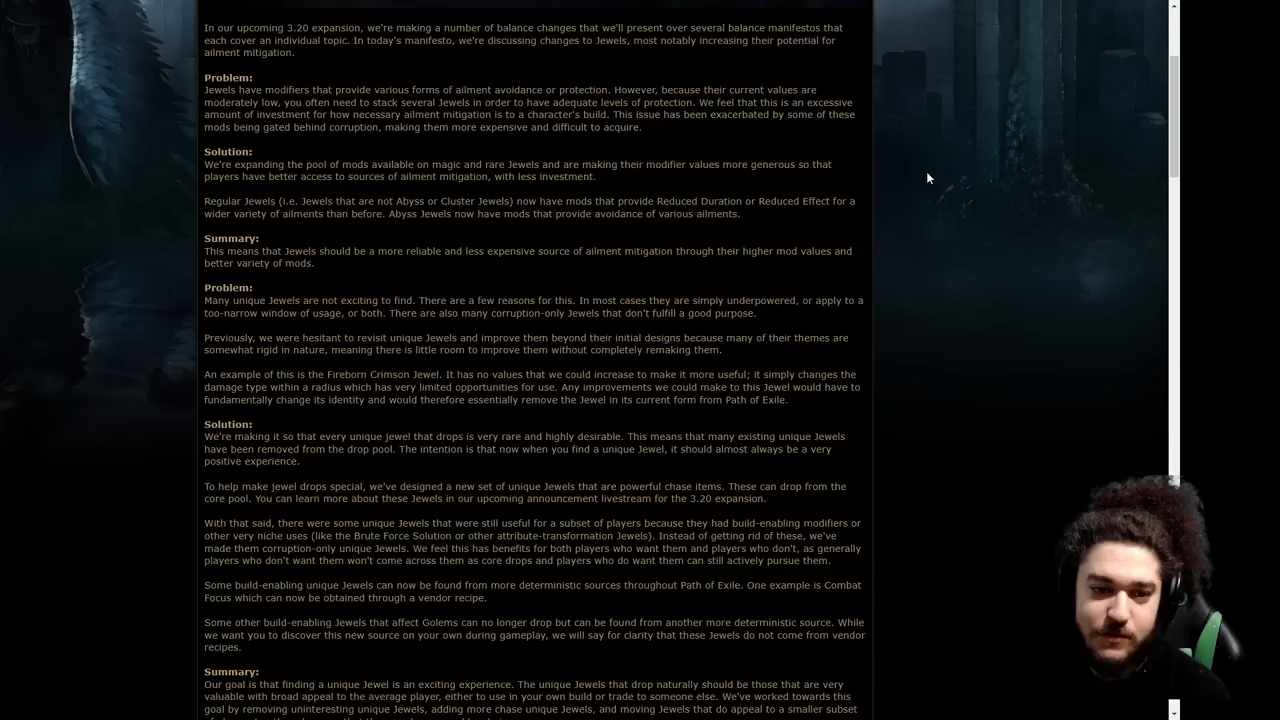 In our upcoming 3.20 expansion, we're making a number of balance changes that we'll present over several balance manifestos that
each cover an individual topic. In today's manifesto, we're discussing changes to Jewels, most notably increasing their potential for
ailment mitigation.
Problem:
Jewels have modifiers that provide various forms of ailment avoidance or protection. However, because their current values are
moderately low, you often need to stack several Jewels in order to have adequate levels of protection. We feel that this is an excessive
amount of investment for how necessary ailment mitigation is to a character's build. This issue has been exacerbated by some of these
mods being gated behind corruption, making them more expensive and difficult to acquire.
Solution:
We're expanding the pool of mods available on magic and rare Jewels and are making their modifier values more generous so that
players have better access to sources of ailment mitigation, with less investment.
Regular Jewels (i.e. Jewels that are not Abyss or Cluster Jewels) now have mods that provide Reduced Duration or Reduced Effect for a
wider variety of ailments than before. Abyss Jewels now have mods that provide avoidance of various ailments.
Summary:
This means that Jewels should be a more reliable and less expensive source of ailment mitigation through their higher mod values and
better variety of mods.
Problem:
Many unique Jewels are not exciting to find. There are a few reasons for this. In most cases they are simply underpowered, or apply to a
too-narrow window of usage, or both. There are also many corruption-only Jewels that don't fulfill a good purpose.
Previously, we were hesitant to revisit unique Jewels and improve them beyond their initial designs because many of their themes are
somewhat rigid in nature, meaning there is little room to improve them without completely remaking them.
An example of this is the Fireborn Crimson Jewel. It has no values that we could increase to make it more useful; it simply changes the
damage type within a radius which has very limited opportunities for use. Any improvements we could make to this Jewel would have to
fundamentally change its identity and would therefore essentially remove the Jewel in its current form from Path of Exile.
Solution:
We're making it so that every unique jewel that drops is very rare and highly desirable. This means that many existing unique Jewels
have been removed from the drop pool. The intention is that now when you find a unique Jewel, it should almost always be a very
positive experience.
To help make jewel drops special, we've designed a new set of unique Jewels that are powerful chase items. These can drop from the
core pool. You can learn more about these Jewels in our upcoming announcement livestream for the 3.20 expansion.
With that said, there were some unique Jewels that were still useful for a subset of players because they had build-enabling modifiers or
other very niche uses (like the Brute Force Solution or other attribute-transformation Jewels). Instead of getting rid of these, we've
made them corruption-only unique Jewels. We feel this has benefits for both players who want them and players who don't, as generally
players who don't want them won't come across them as core drops and players who do want them can still actively pursue them.
Some build-enabling unique Jewels can now be found from more deterministic sources throughout Path of Exile. One example is Combat
Focus which can now be obtained through a vendor recipe.
Some other build-enabling Jewels that affect Golems can no longer drop but can be found from another more deterministic source. While
we want you to discover this new source on your own during gameplay, we will say for clarity that these Jewels do not come from vendor
recipes.
Summary:
Our goal is that finding a unique Jewel is an exciting experience. The unique Jewels that drop naturally should be those that are very
valuable with broad appeal to the average player, either to use in your own build or trade to someone else. We've worked towards this
goal by removing uninteresting unique Jewels, adding more chase unique Jewels, and moving Jewels that do appeal to a smaller subset